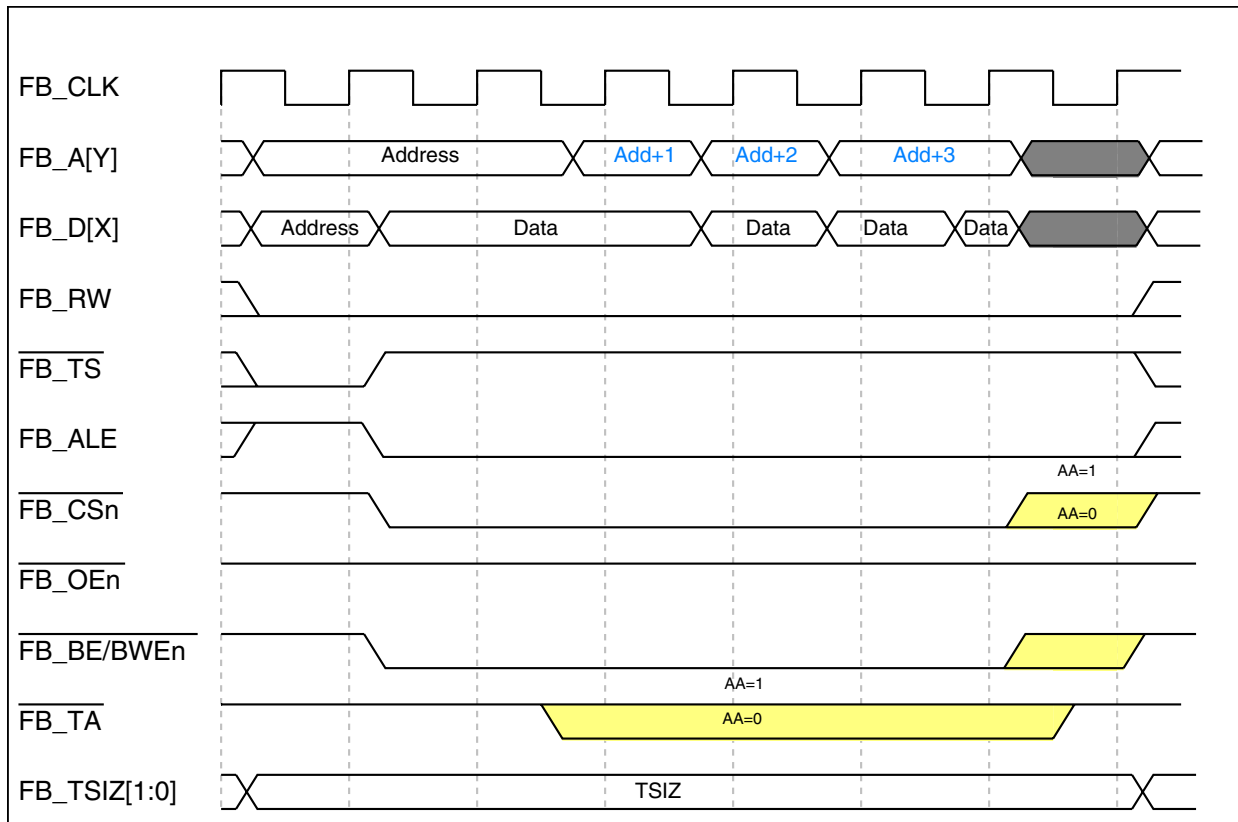 FB_CLK
FB_A[Y] Address Add+1 Add+2 Add+3
FB_D[X] Address Data Data Data Data
FB_RW
FB_TS
FB_ALE
AA=1
FB_CSn AA=0
FB_OEn
FB_BE/BWEn
AA=1
FB_TA AA=0
FB_TSIZ[1:0] TSIZ